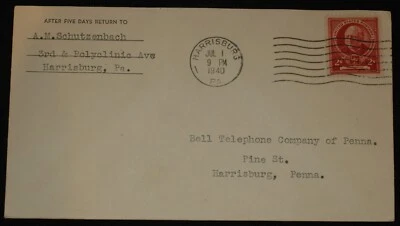 AFTER FIVE DAYS RETURN TO
A.M.Schutzenbach
3rd & Polyclinic Ave
Harrisburg, Pa.
HARRISBURG
JUL 1
9 PM
1940
PA
Bell Telephone Company of Penna.
Pine St.
Harrisburg, Penna.